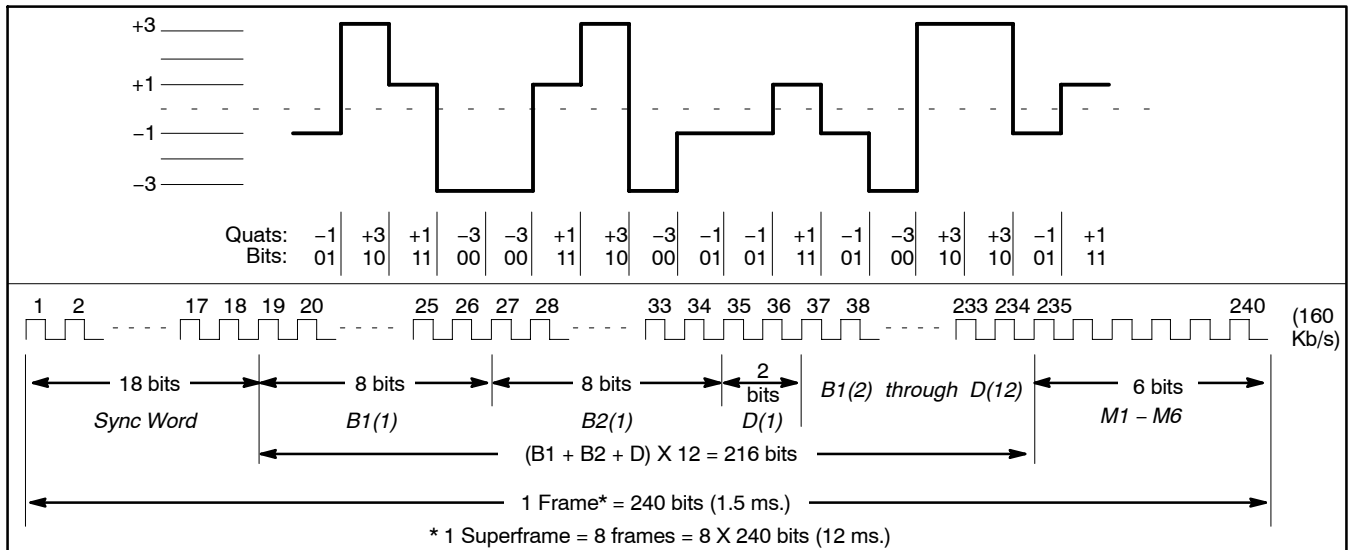 +3
+1
−1
−3
Quats: −1 +3 +1 −3 −3 +1 +3 −3 −1 −1 +1 −1 −3 +3 +3 −1 +1
Bits: 01 10 11 00 00 11 10 00 01 01 11 01 00 10 10 01 11
1 2 17 18 19 20 25 26 27 28 33 34 35 36 37 38 233 234 235 240 (160
Kb/s)
18 bits 8 bits 8 bits 2 bits B1(2) through D(12) 6 bits
Sync Word B1(1) B2(1) D(1) M1 – M6
(B1 + B2 + D) X 12 = 216 bits
1 Frame* = 240 bits (1.5 ms.)
* 1 Superframe = 8 frames = 8 X 240 bits (12 ms.)